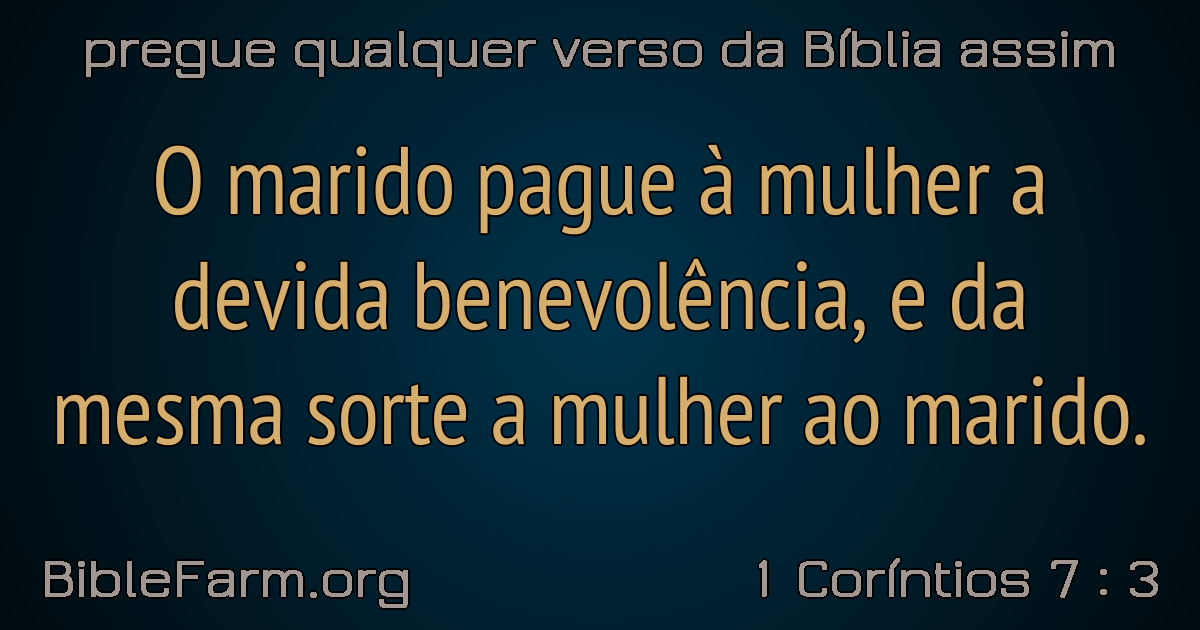 pregue qualquer verso da Bíblia assim
O marido pague à mulher a
devida benevolência, e da
mesma sorte a mulher ao marido.
BibleFarm.org
1 Coríntios 7 : 3